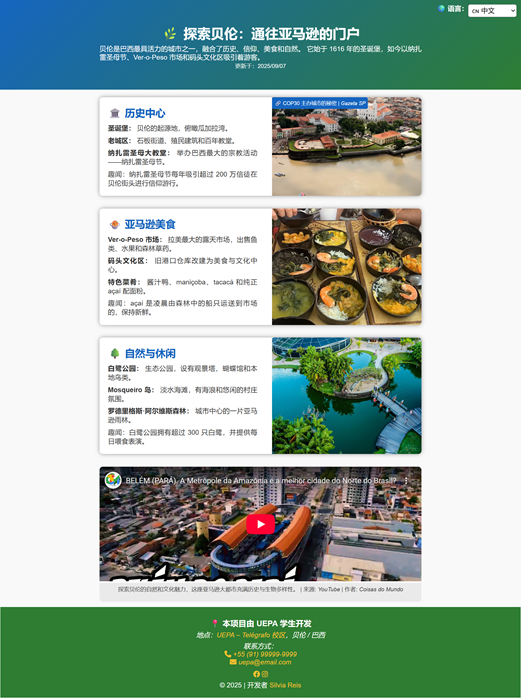 语言：
CN 中文
探索贝伦：通往亚马逊的门户
贝伦是巴西最具活力的城市之一，融合了历史、信仰、美食和自然。 它始于 1616 年的圣诞堡，如今以纳扎
雷圣母节、Ver-o-Peso 市场和码头文化区吸引着游客。
更新于：2025/09/07
历史中心
圣诞堡： 贝伦的起源地，俯瞰瓜加拉湾。
老城区： 石板街道、殖民建筑和百年教堂。
纳扎雷圣母大教堂： 举办巴西最大的宗教活动
——纳扎雷圣母节。
趣闻：纳扎雷圣母节每年吸引超过 200 万信徒在
贝伦街头进行信仰游行。
COP30 主办城市的秘密 | Gazeta SP
亚马逊美食
Ver-o-Peso 市场： 拉美最大的露天市场，出售鱼
类、水果和森林草药。
码头文化区： 旧港口仓库改建为美食与文化中
心。
特色菜肴： 酱汁鸭、maniçoba、tacacá 和纯正
açaí 配面粉。
趣闻：açaí 是凌晨由森林中的船只运送到市场
的，保持新鲜。
自然与休闲
白鹭公园： 生态公园，设有观景塔、蝴蝶馆和本
地鸟类。
Mosqueiro 岛： 淡水海滩，有海浪和悠闲的村庄
氛围。
罗德里格斯·阿尔维斯森林： 城市中心的一片亚马
逊雨林。
趣闻：白鹭公园拥有超过 300 只白鹭，并提供每
日喂食表演。
BELÉM (PARÁ), A Metrópole da Amazônia é a melhor cidade do Norte do Brasil?
探索贝伦的自然和文化魅力，这座亚马逊大都市充满历史与生物多样性。 | 来源: YouTube | 作者: Coisas do Mundo
本项目由 UEPA 学生开发
地点：UEPA – Telégrafo 校区，贝伦 / 巴西
联系方式：
+55 (91) 99999-9999
uepa@email.com
© 2025 | 开发者 Silvia Reis